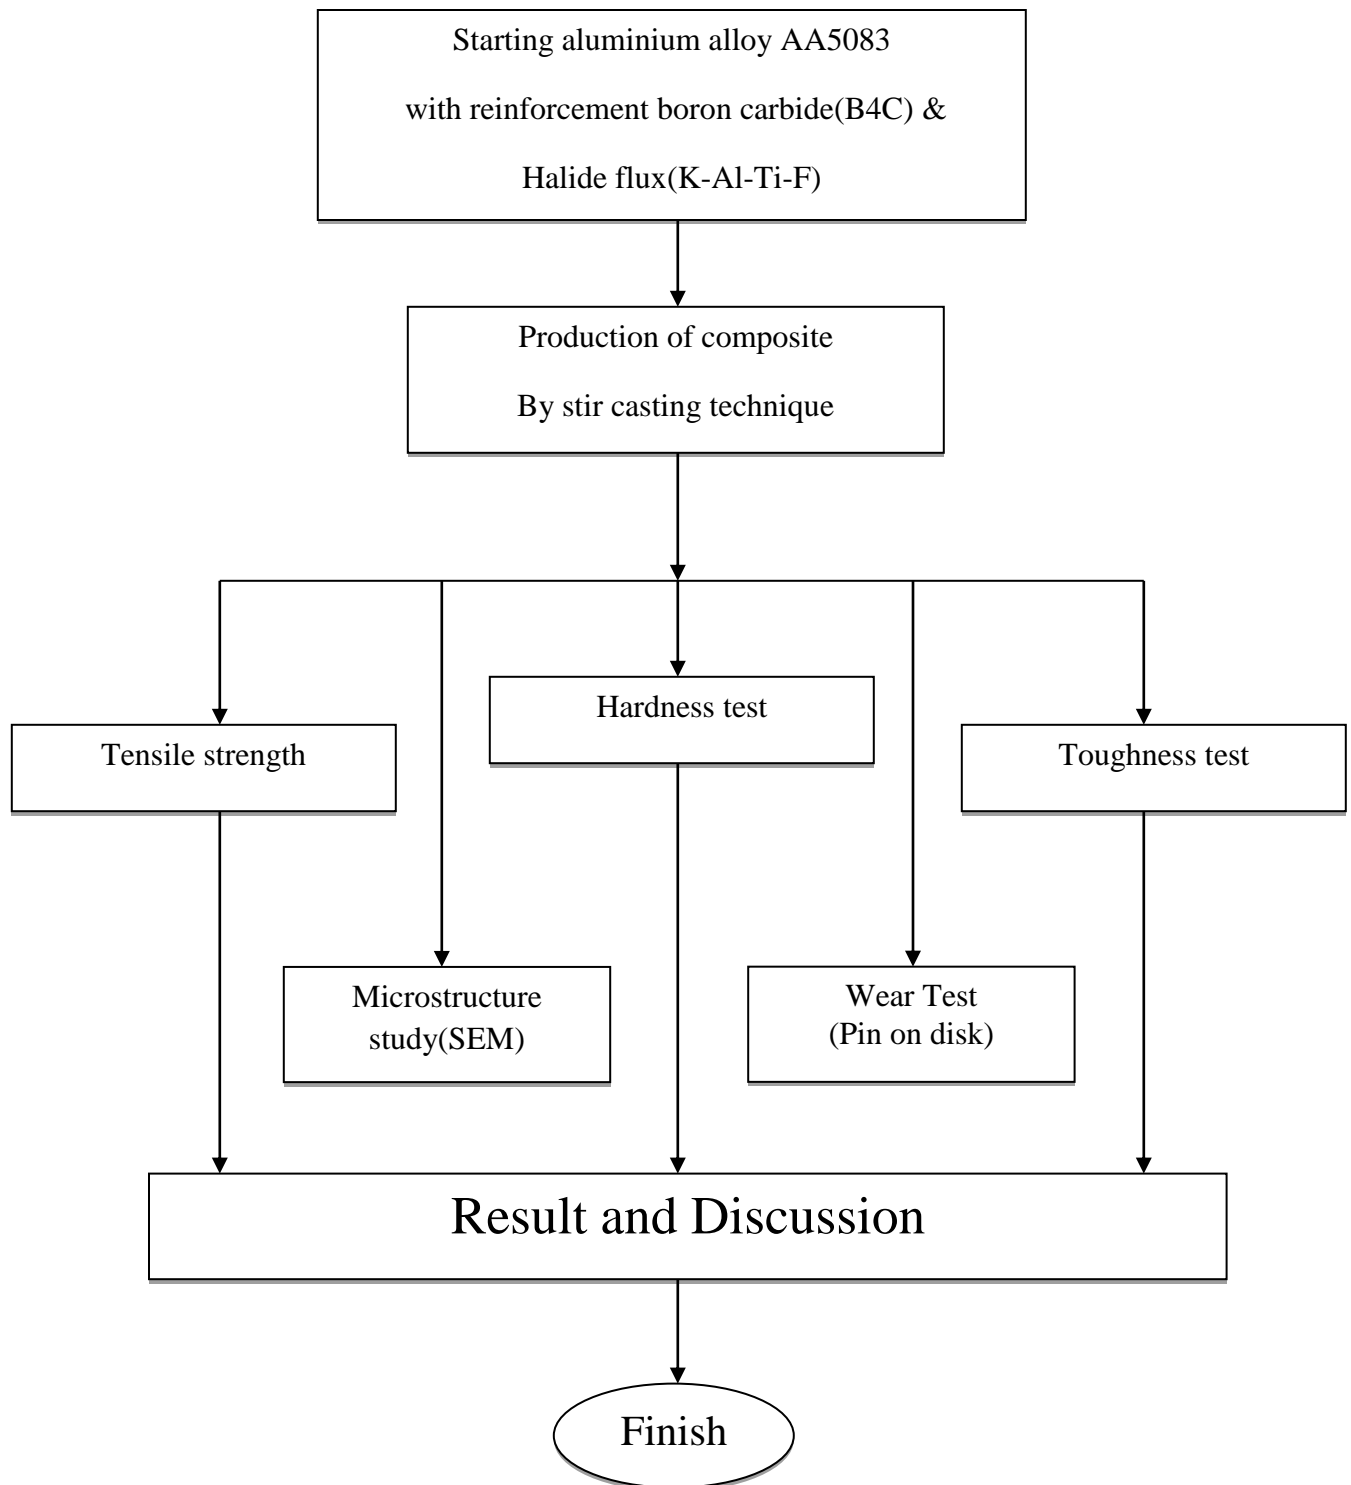 Starting aluminium alloy AA5083
with reinforcement boron carbide(B4C) &
Halide flux(K-Al-Ti-F)
Production of composite
By stir casting technique
Hardness test
Tensile strength
Toughness test
Microstructure
study(SEM)
Wear Test
(Pin on disk)
Result and Discussion
Finish